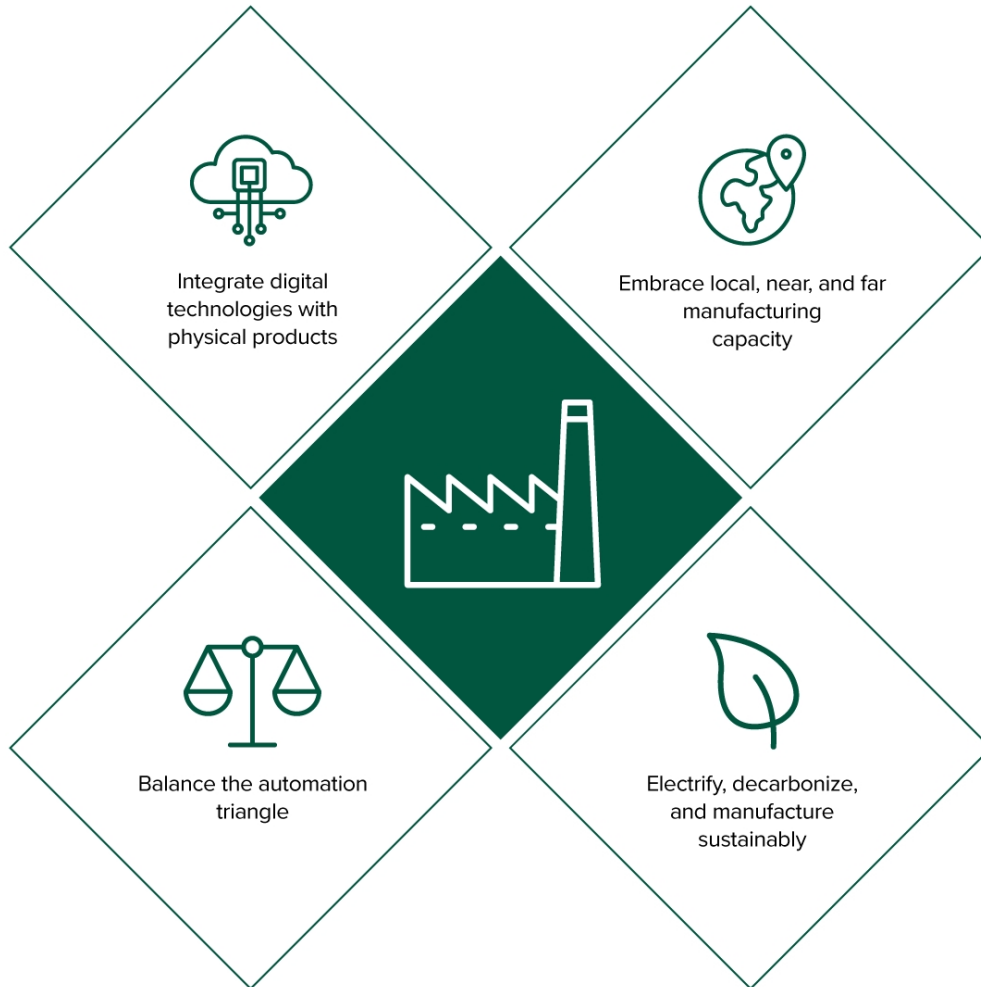 Integrate digital
technologies with
physical products
Embrace local, near, and far
manufacturing
capacity
Balance the automation
triangle
Electrify, decarbonize,
and manufacture
sustainably